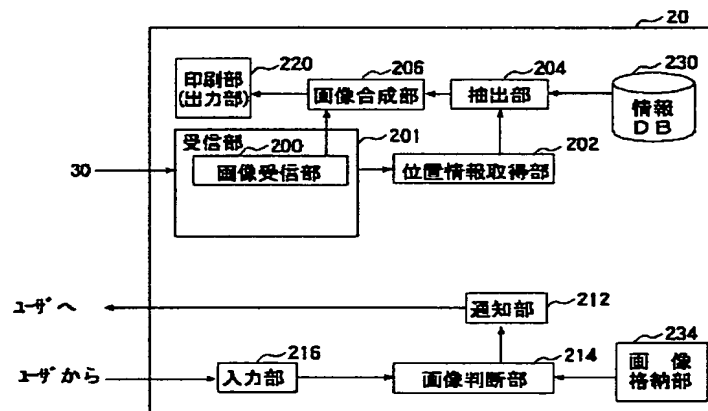 20
220
206
204
230
印刷部
(出力部)
画像合成部
抽出部
情報
DB
受信部
201
200
画像受信部
202
位置情報取得部
30
ユーザへ
通知部
212
216
214
234
ユーザから
入力部
画像判断部
画像
格納部